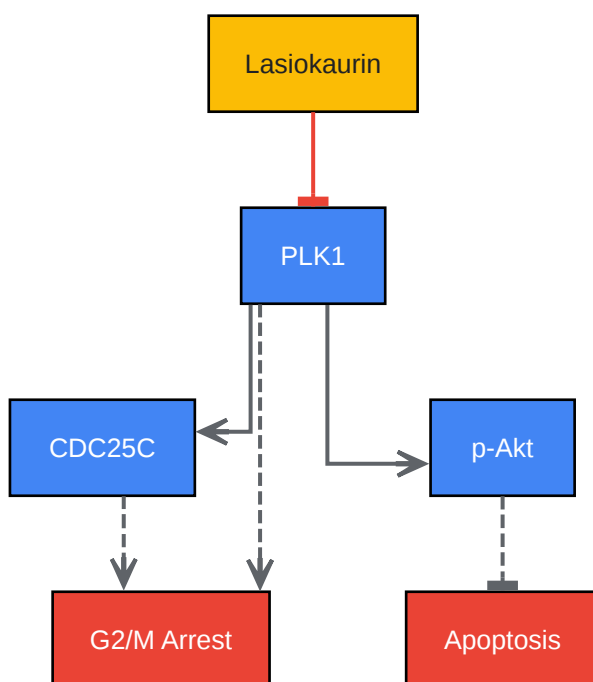 Lasiokaurin
PLK1
CDC25C
p-Akt
G2/M Arrest
Apoptosis